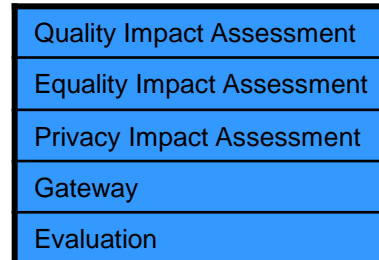 Quality Impact Assessment
Equality Impact Assessment
Privacy Impact Assessment
Gateway
Evaluation